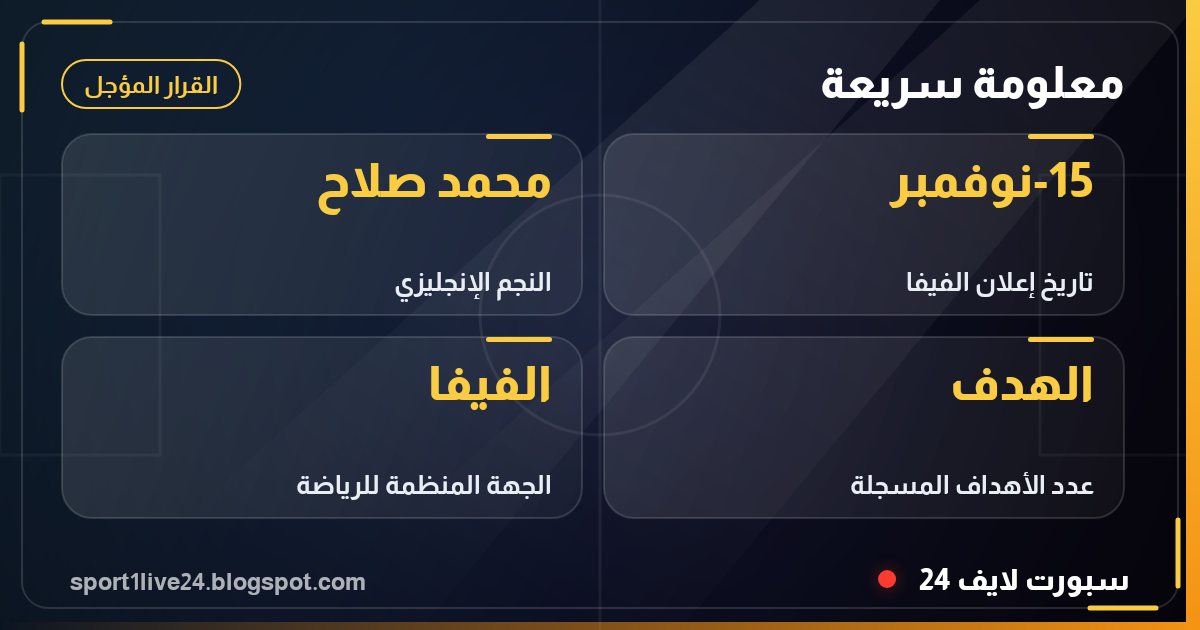 معلومة سريعة
القرار المؤجل
15-نوفمبر
تاريخ إعلان الفيفا
محمد صلاح
النجم الإنجليزي
الهدف
عدد الأهداف المسجلة
الفيفا
الجهة المنظمة للرياضة
سبورت لايف 24
sport1live24.blogspot.com